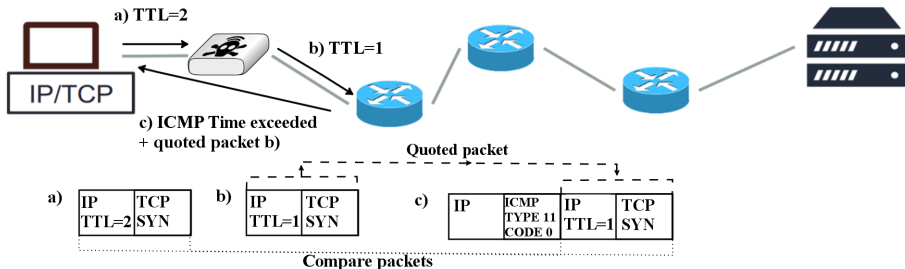 a) TTL=2
b) TTL=1
IP/TCP
c) ICMP Time exceeded
+ quoted packet b)
Quoted packet
a)
IP
TTL=2
TCP
SYN
b)
IP
TTL=1
TCP
SYN
c)
IP
ICMP
TYPE 11
CODE 0
IP
TTL=1
TCP
SYN
Compare packets